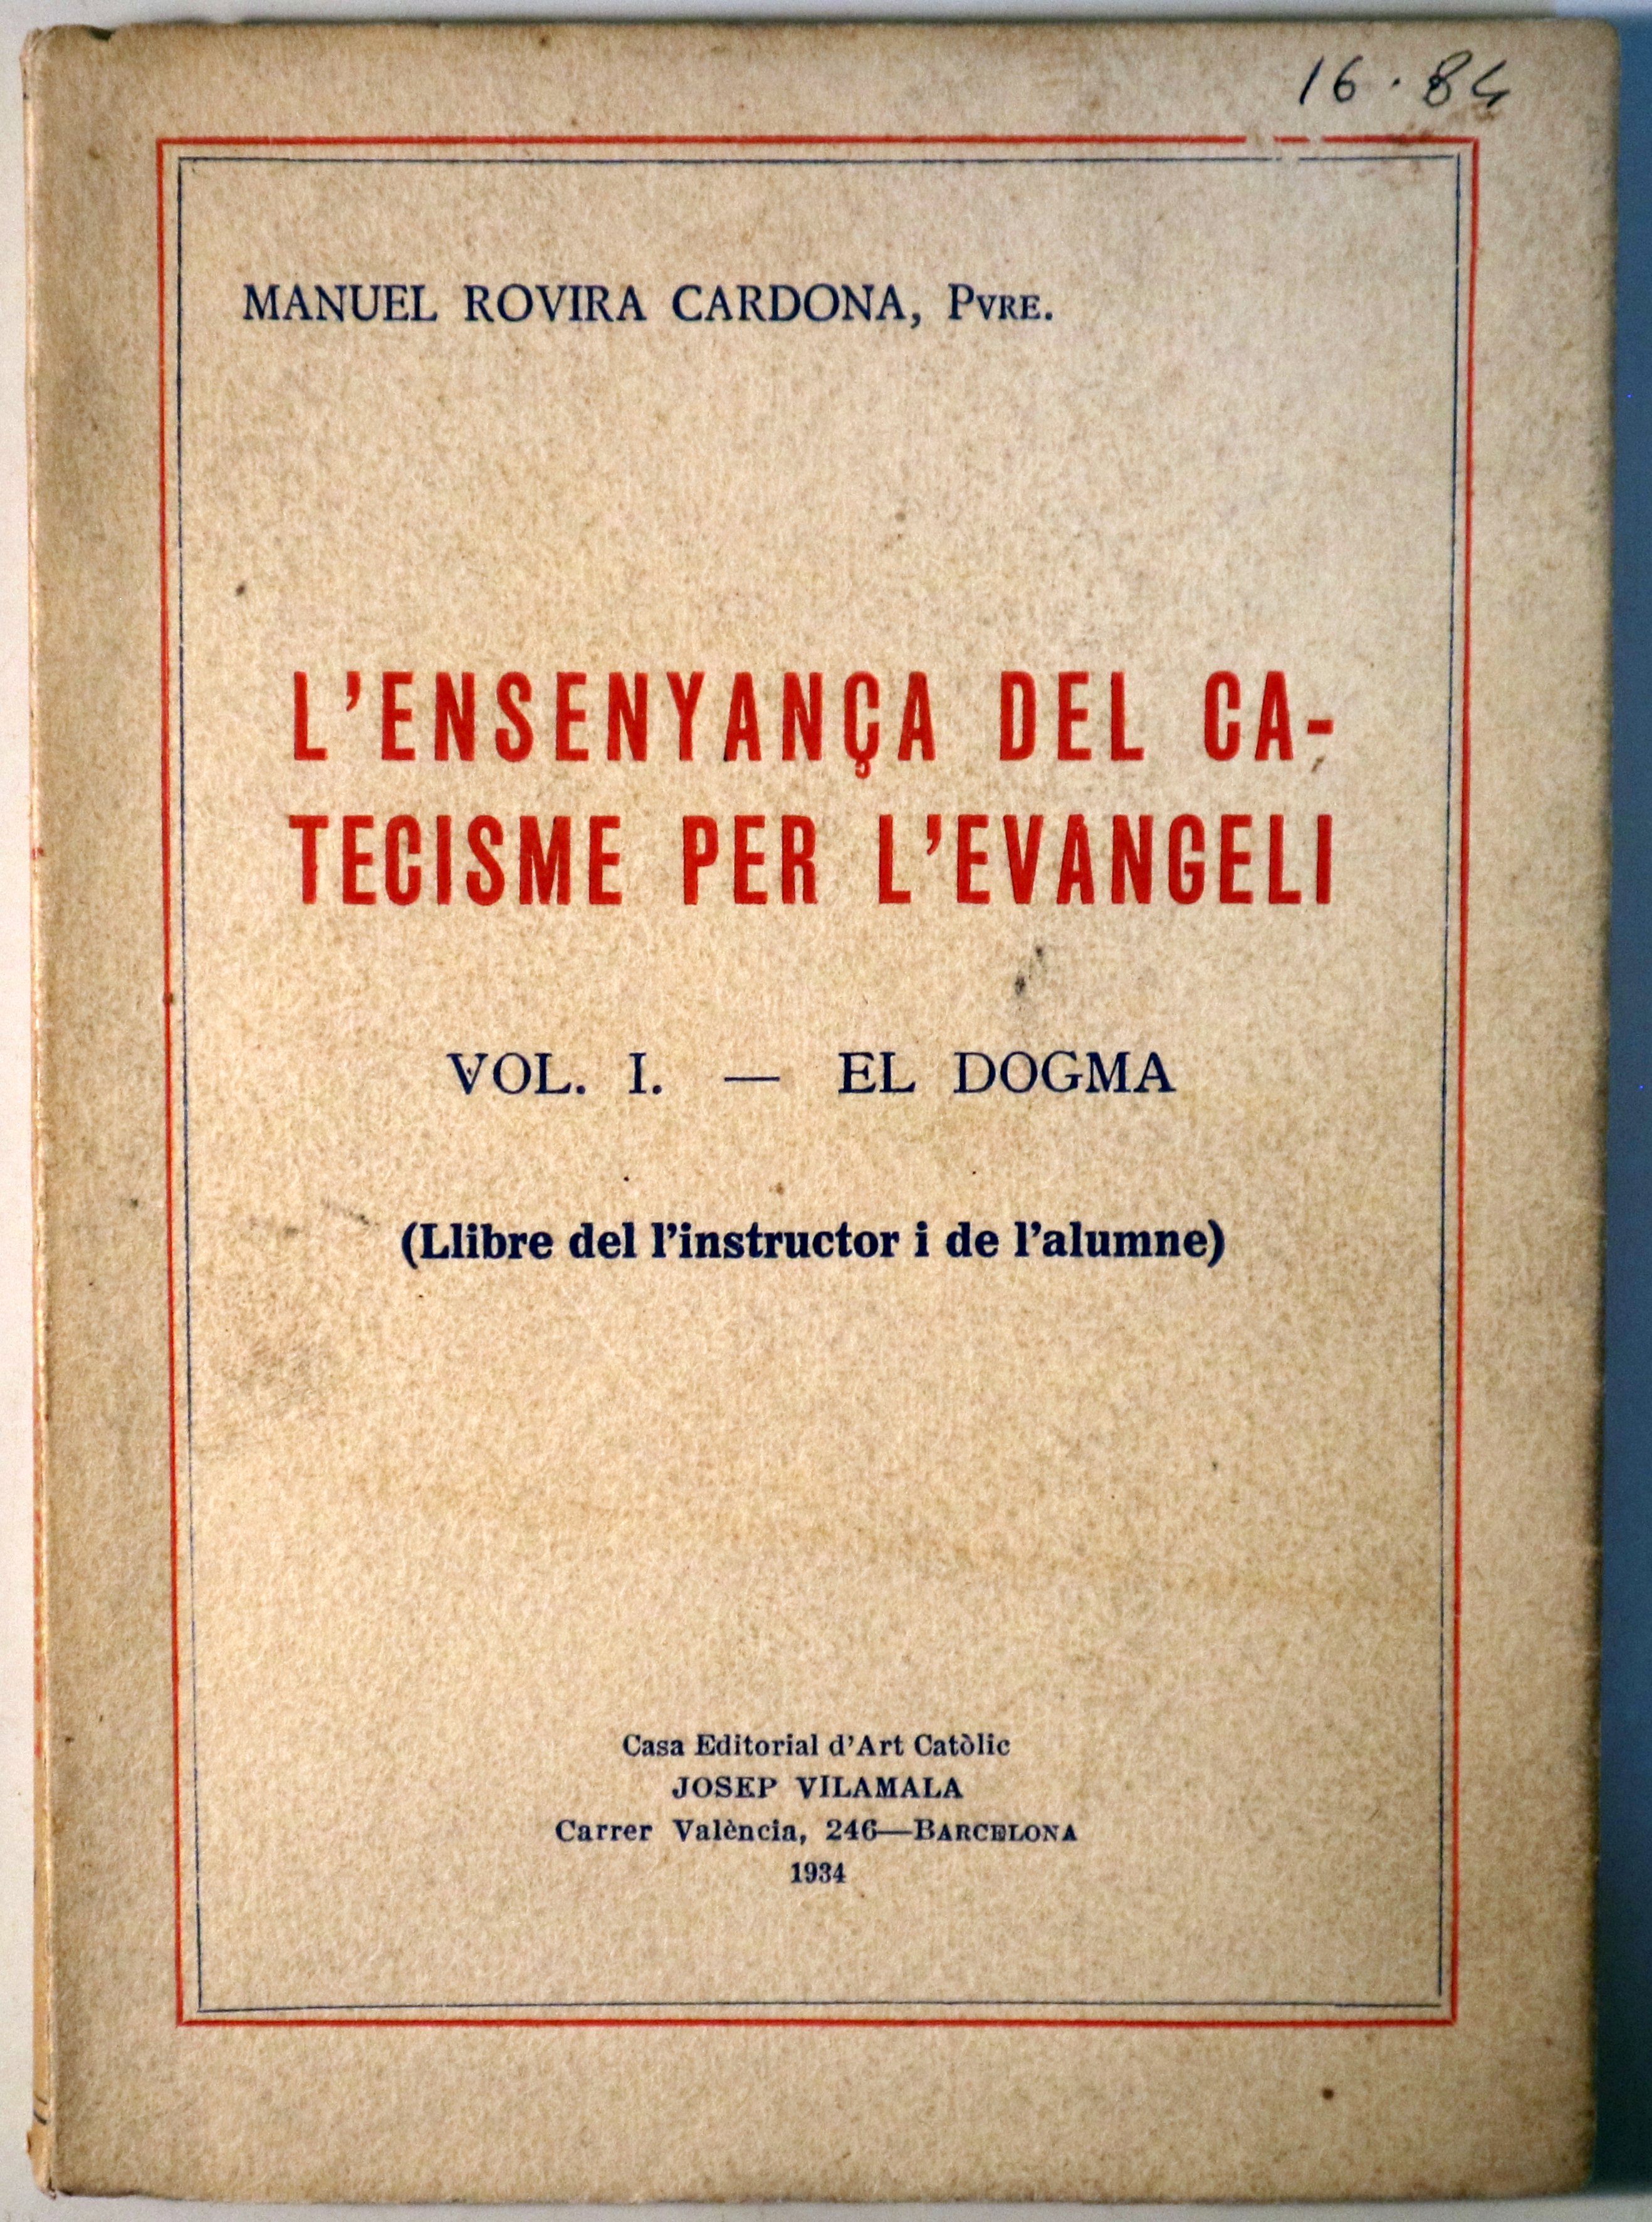 16.84
MANUEL ROVIRA CARDONA, PVRE.
L'ENSENYANÇA DEL CA-
TECISME PER L'EVANGELI
VOL. I. — EL DOGMA
(Llibre del l'instructor i de l'alumne)
Casa Editorial d'Art Catòlic
JOSEP VILAMALA
Carrer València, 246—BARCELONA
1934